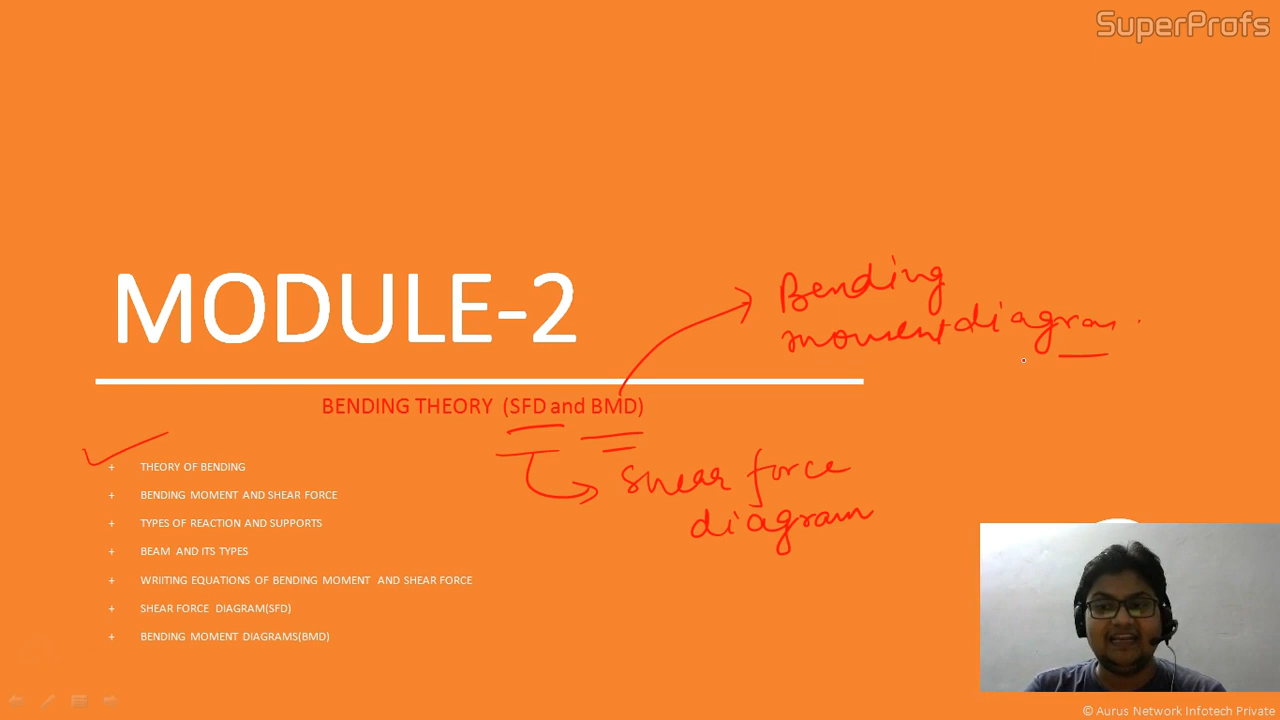 SuperProfs
MODULE-2
Bending
moment diagram
BENDING THEORY (SFD and BMD)
Shear force
diagram
+ THEORY OF BENDING
+ BENDING MOMENT AND SHEAR FORCE
+ TYPES OF REACTION AND SUPPORTS
+ BEAM AND ITS TYPES
+ WRIITING EQUATIONS OF BENDING MOMENT AND SHEAR FORCE
+ SHEAR FORCE DIAGRAM(SFD)
+ BENDING MOMENT DIAGRAMS(BMD)
© Aurus Network Infotech Private